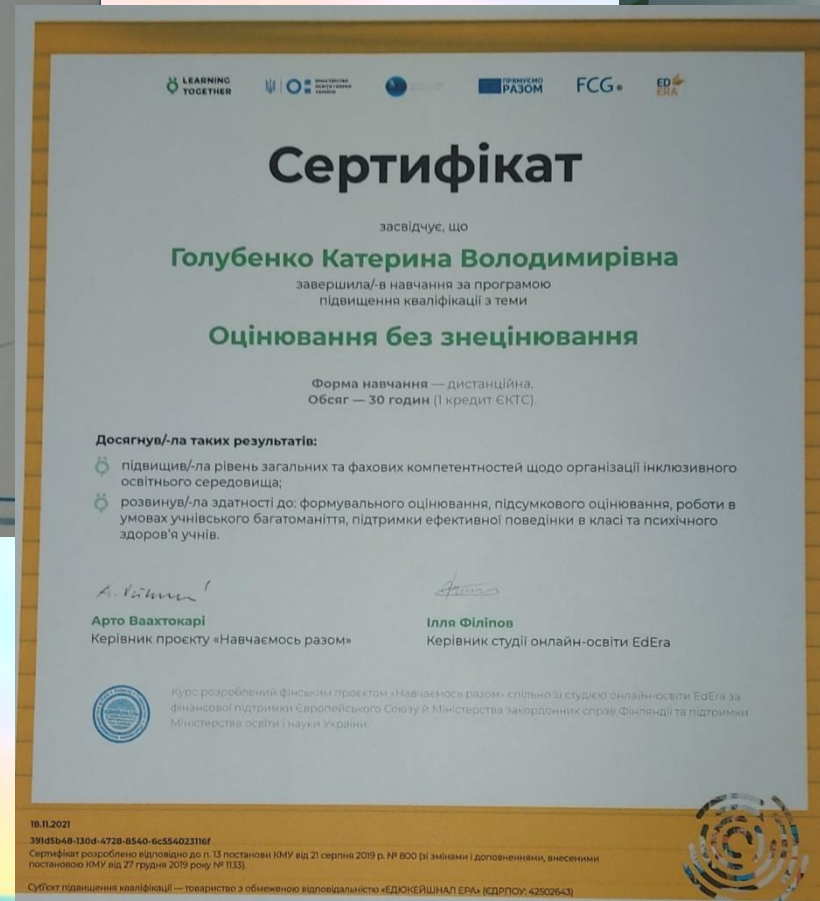 LEARNING
TOGETHER
ПРЯМУЄМО
РАЗОМ
FCG
ED
ERA
Сертифікат
засвідчує, що
Голубенко Катерина Володимирівна
завершила/-в навчання за програмою
підвищення кваліфікації з теми
Оцінювання без знецінювання
Форма навчання — дистанційна.
Обсяг — 30 годин (1 кредит ЄКТС).
Досягнув/-ла таких результатів:
підвищив/-ла рівень загальних та фахових компетентностей щодо організації інклюзивного
освітнього середовища;
розвинув/-ла здатності до: формувального оцінювання, підсумкового оцінювання, роботи в
умовах учнівського багатоманіття, підтримки ефективної поведінки в класі та психічного
здоров'я учнів.
Арто Ваахтокарі
Керівник проєкту «Навчаємось разом»
Ілля Філіпов
Керівник студії онлайн-освіти EdEra
Курс розроблений фінським проєктом «Навчаємось разом» спільно зі студією онлайн-освіти EdEra за
фінансової підтримки Європейського Союзу й Міністерства закордонних справ Фінляндії та підтримки
Міністерства освіти і науки України.
18.11.2021
391d5b48-130d-4728-8540-6c554023116f
Сертифікат розроблено відповідно до п. 13 постанови КМУ від 21 серпня 2019 р. № 800 (зі змінами і доповненнями, внесеними
постановою КМУ від 27 грудня 2019 року № 1133).
Суб'єкт підвищення кваліфікації — товариство з обмеженою відповідальністю «ЕДЮКЕЙШНАЛ ЕРА» (ЄДРПОУ: 42502643)